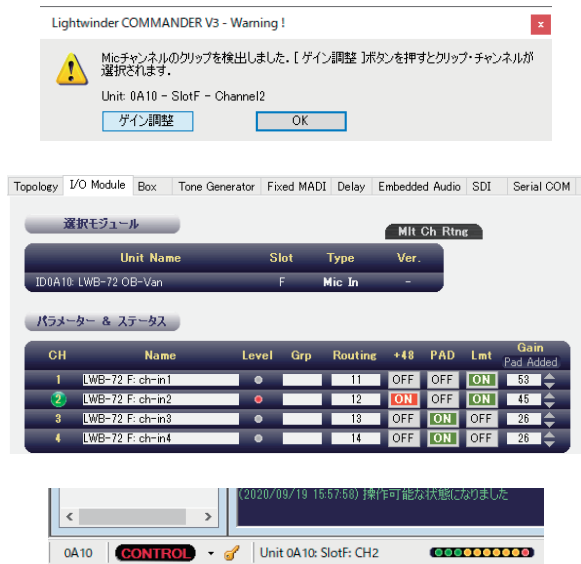 Lightwinder COMMANDER V3 - Warning !
x
Micチャンネルのクリップを検出しました. [ ゲイン調整 ]ボタンを押すとクリップ・チャンネルが
選択されます.
Unit: 0A10 - SlotF - Channel2
ゲイン調整 OK
Topology I/O Module Box Tone Generator Fixed MADI Delay Embedded Audio SDI Serial COM
選択モジュール
Mlt Ch Rtng
Unit Name Slot Type Ver.
ID0A10: LWB-72 OB-Van F Mic In -
パラメーター & ステータス
CH Name Level Grp Routing +48 PAD Lmt Gain
Pad Added
1 LWB-72 F: ch-in1 11 OFF OFF ON 53
2 LWB-72 F: ch-in2 12 ON OFF ON 45
3 LWB-72 F: ch-in3 13 OFF ON OFF 26
4 LWB-72 F: ch-in4 14 OFF ON OFF 26
(2020/09/19 15:57:58)操作可能な状態になりました
0A10 CONTROL Unit 0A10: SlotF: CH2